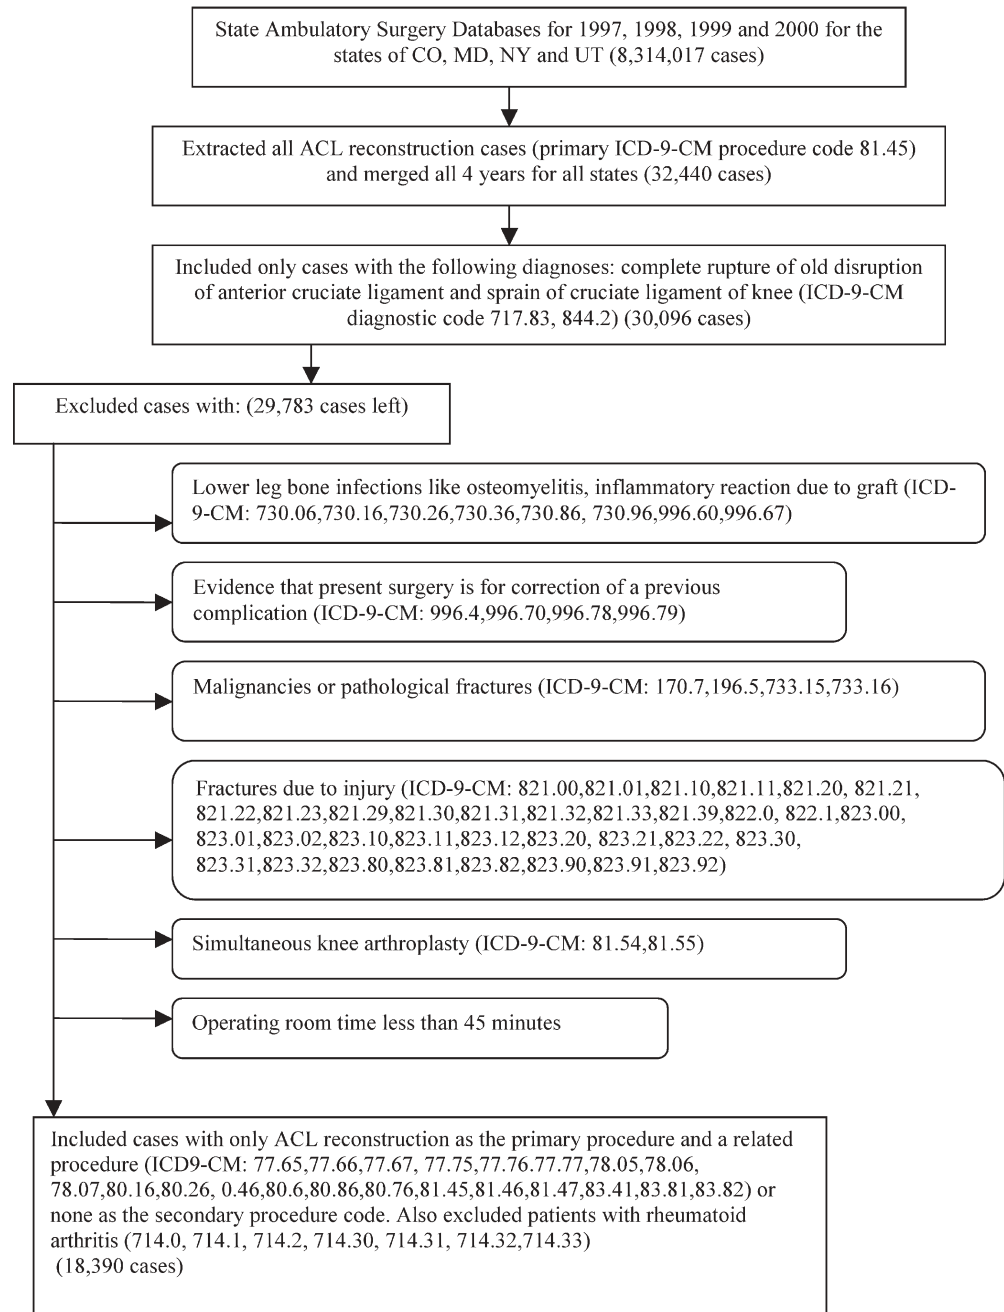 State Ambulatory Surgery Databases for 1997, 1998, 1999 and 2000 for the
states of CO, MD, NY and UT (8,314,017 cases)
Extracted all ACL reconstruction cases (primary ICD-9-CM procedure code 81.45)
and merged all 4 years for all states (32,440 cases)
Included only cases with the following diagnoses: complete rupture of old disruption
of anterior cruciate ligament and sprain of cruciate ligament of knee (ICD-9-CM
diagnostic code 717.83, 844.2) (30,096 cases)
Excluded cases with: (29,783 cases left)
Lower leg bone infections like osteomyelitis, inflammatory reaction due to graft (ICD-
9-CM: 730.06,730.16,730.26,730.36,730.86, 730.96,996.60,996.67)
Evidence that present surgery is for correction of a previous
complication (ICD-9-CM: 996.4,996.70,996.78,996.79)
Malignancies or pathological fractures (ICD-9-CM: 170.7,196.5,733.15,733.16)
Fractures due to injury (ICD-9-CM: 821.00,821.01,821.10,821.11,821.20, 821.21,
821.22,821.23,821.29,821.30,821.31,821.32,821.33,821.39,822.0, 822.1,823.00,
823.01,823.02,823.10,823.11,823.12,823.20, 823.21,823.22, 823.30,
823.31,823.32,823.80,823.81,823.82,823.90,823.91,823.92)
Simultaneous knee arthroplasty (ICD-9-CM: 81.54,81.55)
Operating room time less than 45 minutes
Included cases with only ACL reconstruction as the primary procedure and a related
procedure (ICD9-CM: 77.65,77.66,77.67, 77.75,77.76.77.77,78.05,78.06,
78.07,80.16,80.26, 0.46,80.6,80.86,80.76,81.45,81.46,81.47,83.41,83.81,83.82) or
none as the secondary procedure code. Also excluded patients with rheumatoid
arthritis (714.0, 714.1, 714.2, 714.30, 714.31, 714.32,714.33)
(18,390 cases)